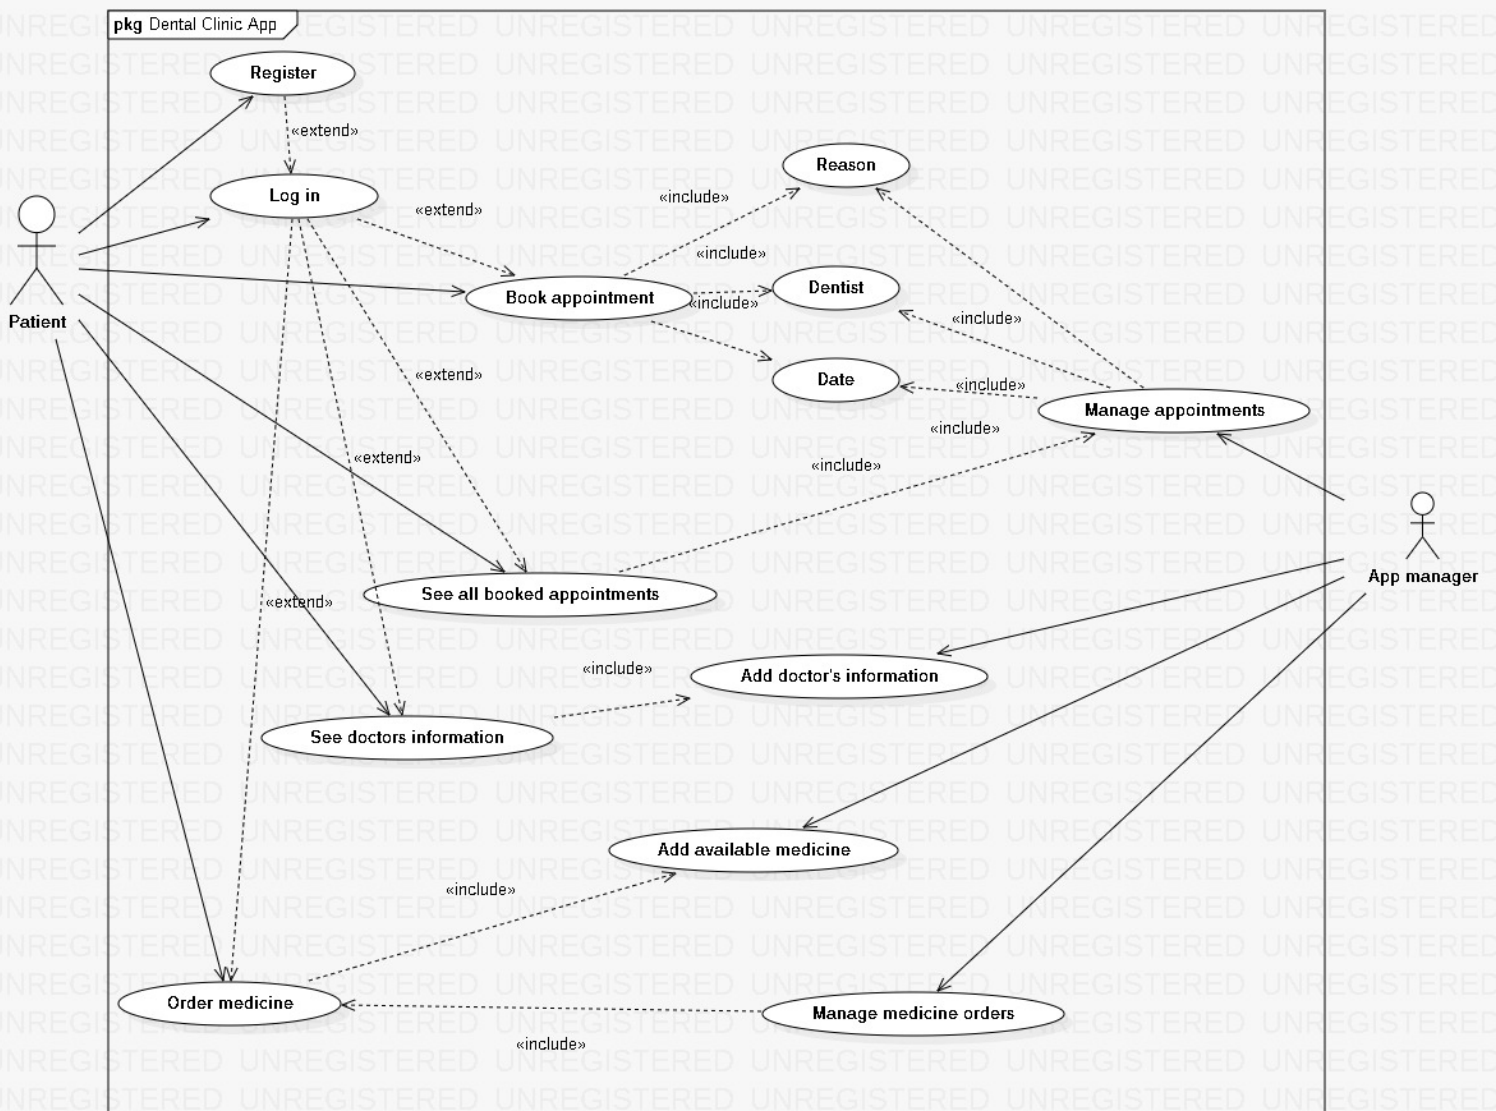 pkg Dental Clinic App
Register
«extend»
Log in
Reason
«include»
«extend»
«include»
Dentist
Book appointment
«include»
Patient
«include»
«extend»
Date
«include»
Manage appointments
«include»
«extend»
«include»
App manager
See all booked appointments
«extend»
«include»
Add doctor's information
See doctors information
Add available medicine
«include»
Order medicine
Manage medicine orders
«include»
UNREGISTERED